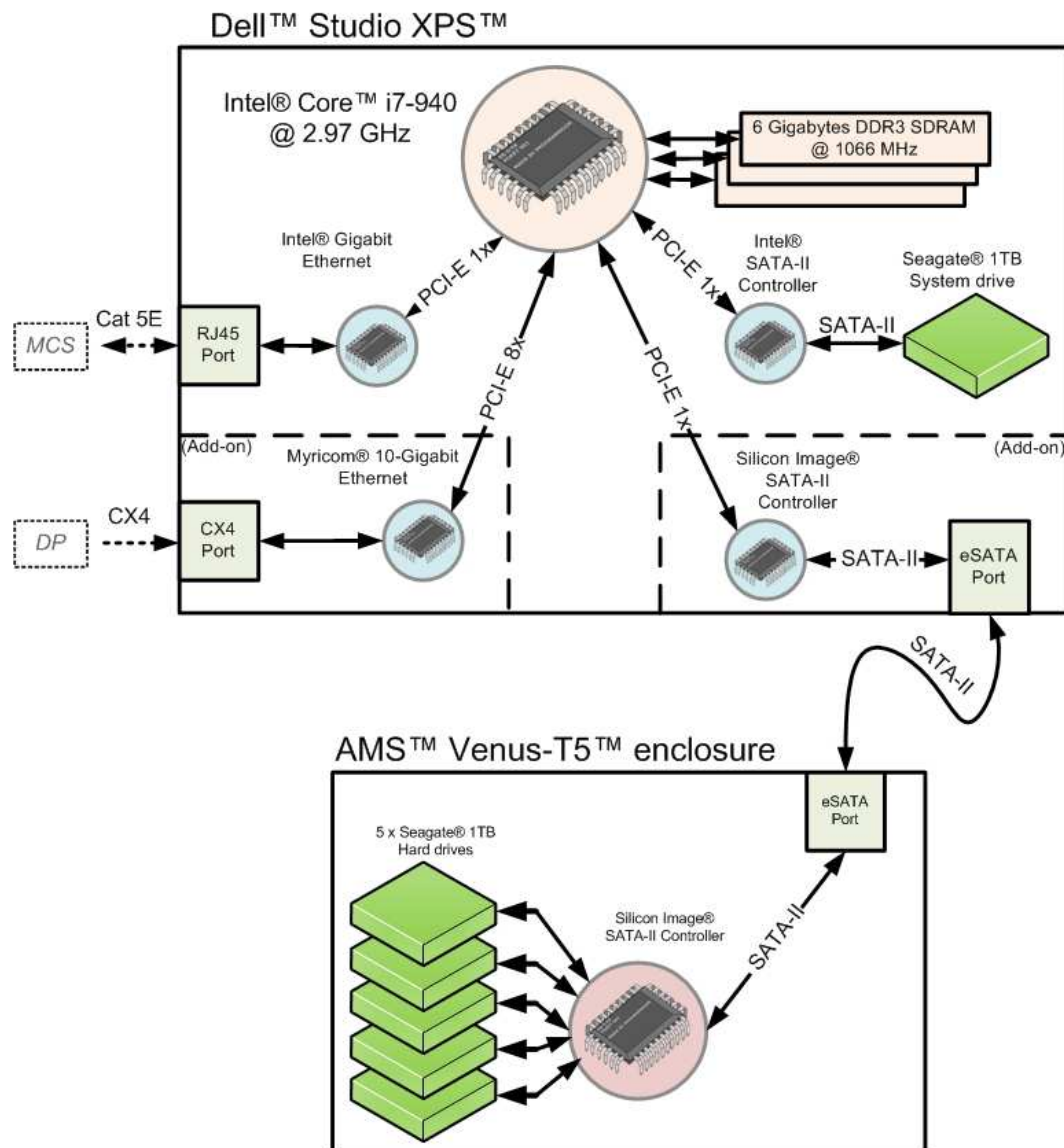 Dell™ Studio XPS™
Intel® Core™ i7-940
@ 2.97 GHz
6 Gigabytes DDR3 SDRAM
@ 1066 MHz
Intel® Gigabit
Ethernet
PCI-E 1x
PCI-E 1x
Intel®
SATA-II
Controller
Seagate® 1TB
System drive
MCS
Cat 5E
RJ45
Port
SATA-II
PCI-E 8x
PCI-E 1x
(Add-on)
(Add-on)
Myricom® 10-Gigabit
Ethernet
Silicon Image®
SATA-II
Controller
DP
CX4
CX4
Port
SATA-II
eSATA
Port
SATA-II
AMS™ Venus-T5™ enclosure
eSATA
Port
5 x Seagate® 1TB
Hard drives
Silicon Image®
SATA-II Controller
SATA-II